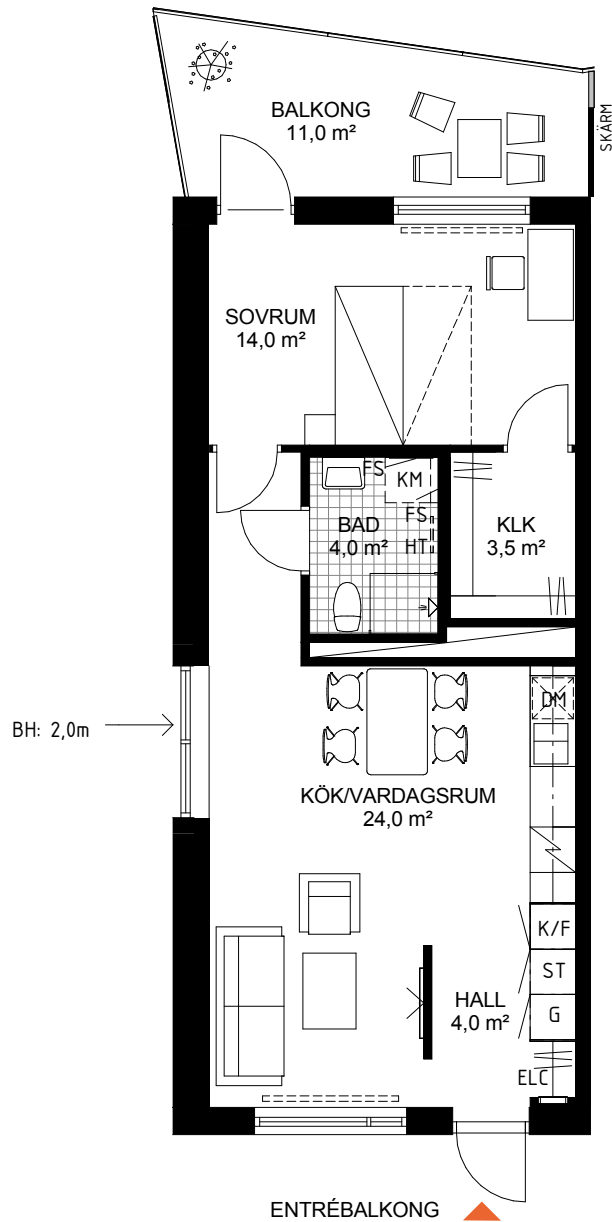 BALKONG
11,0 m²
SKÄRM
SOVRUM
14,0 m²
FS
KM
BAD
4,0 m²
FS
HT
KLK
3,5 m²
DM
BH: 2,0m
KÖK/VARDAGSRUM
24,0 m²
K/F
ST
G
HALL
4,0 m²
ELC
ENTRÉBALKONG